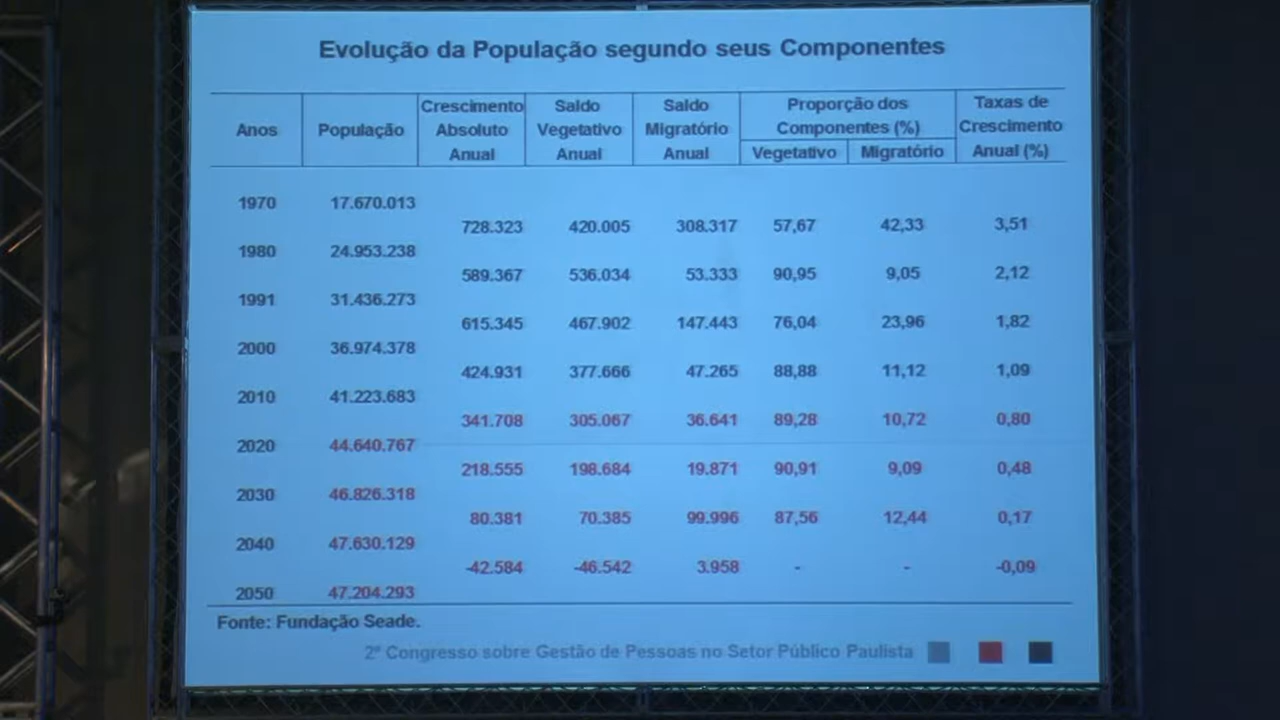 Evolução da População segundo seus Componentes
Anos População Crescimento Absoluto Anual Saldo Vegetativo Anual Saldo Migratório Anual Proporção dos Componentes (%) Vegetativo Migratório Taxas de Crescimento Anual (%)
1970 17.670.013
728.323 420.005 308.317 57,67 42,33 3,51
1980 24.953.238
589.367 536.034 53.333 90,95 9,05 2,12
1991 31.436.273
615.345 467.902 147.443 76,04 23,96 1,82
2000 36.974.378
424.931 377.666 47.265 88,88 11,12 1,09
2010 41.223.683
341.708 305.067 36.641 89,28 10,72 0,80
2020 44.640.767
218.555 198.684 19.871 90,91 9,09 0,48
2030 46.826.318
80.381 70.385 99.996 87,56 12,44 0,17
2040 47.630.129
-42.584 -46.542 3.958 - - -0,09
2050 47.204.293
Fonte: Fundação Seade.
2º Congresso sobre Gestão de Pessoas no Setor Público Paulista